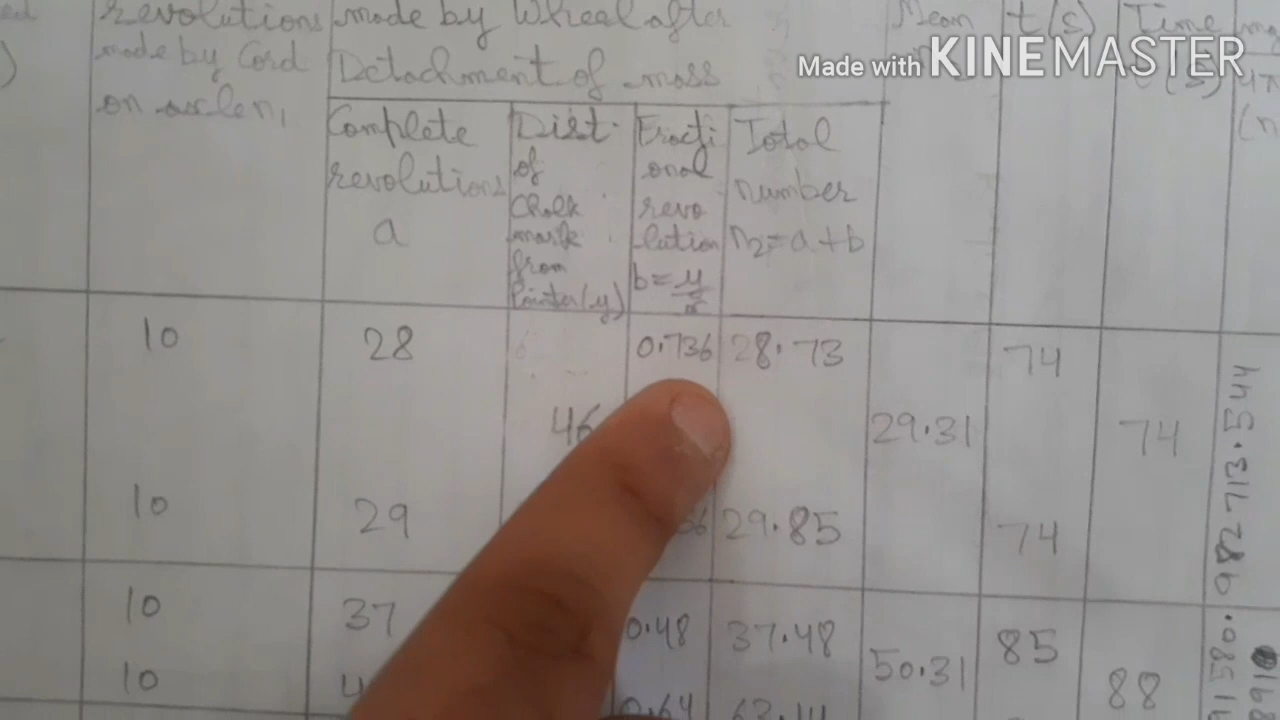 revolutions
made by Cord
on axle n1
made by Wheel after
Detachment of mass
Complete
revolutions
a
Dist.
of
Chalk
mark
from
Pointer (y)
Fracti
onal
revo
lution
b = y/x
Total
number
n2 = a + b
Mean
t(s)
Time
(s)
Made with KINEMASTER
10 28 0.736 28.73 74
46 29.31 74
10 29 29.85 74
10 37 0.48 37.48 85
50.31 88
10 0.64